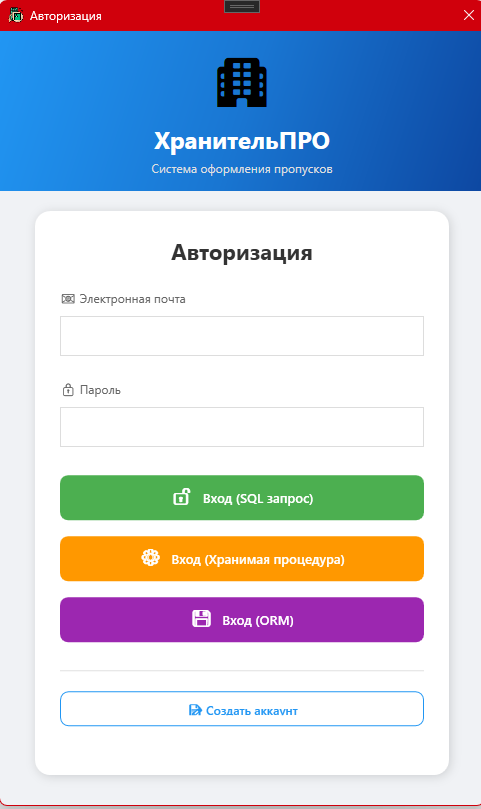 Авторизация
ХранительПРО
Система оформления пропусков
Авторизация
Электронная почта
Пароль
Вход (SQL запрос)
Вход (Хранимая процедура)
Вход (ORM)
Создать аккаунт